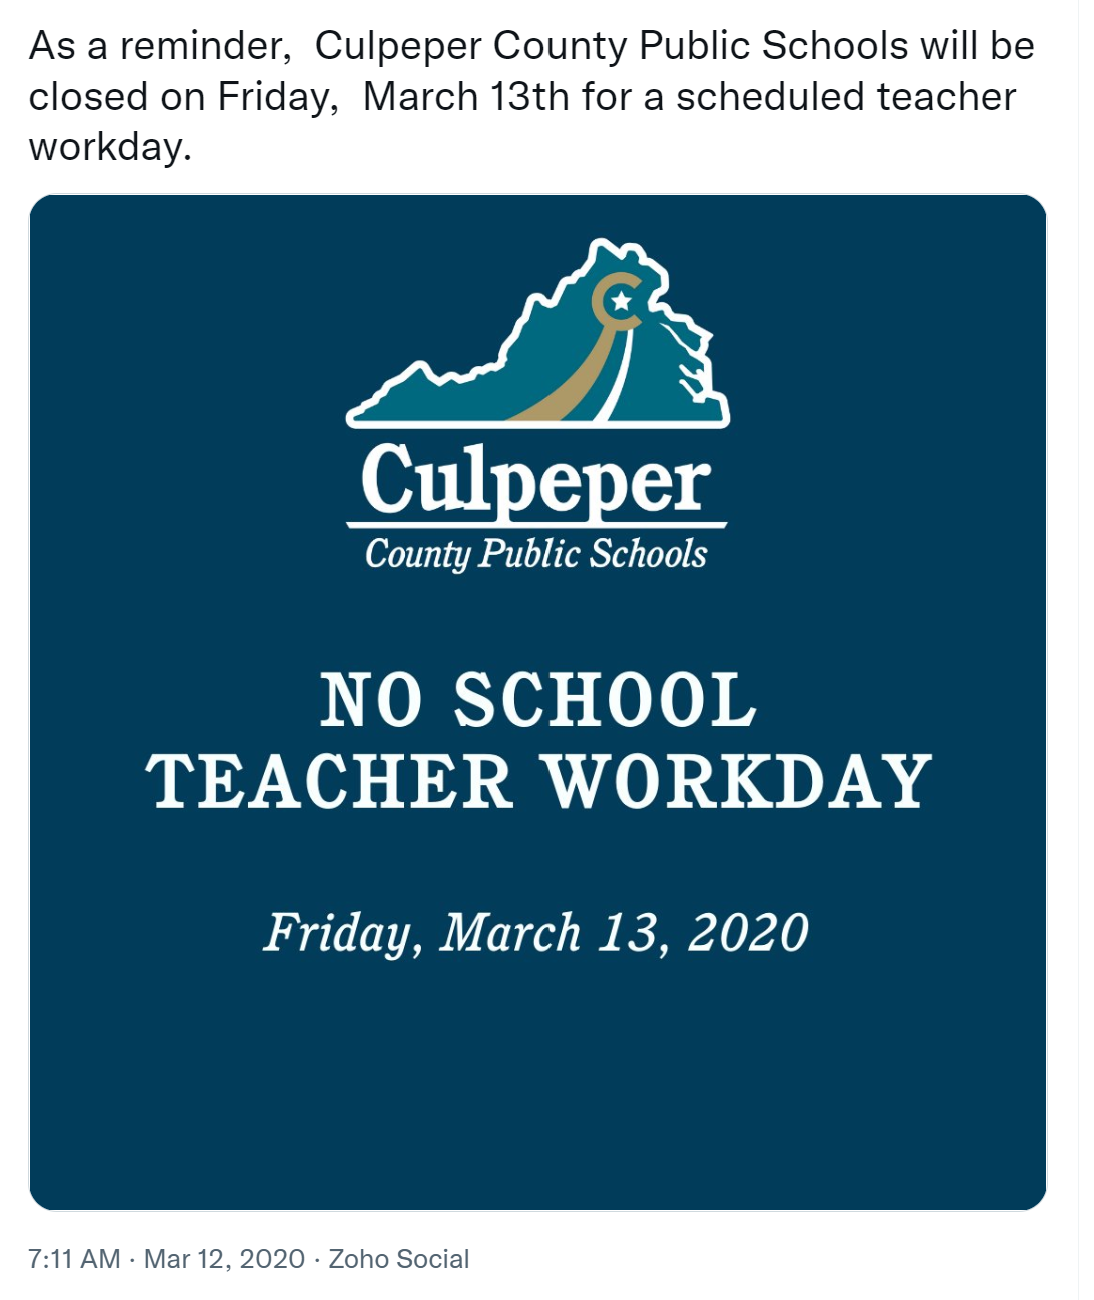 As a reminder,  Culpeper County Public Schools will be
closed on Friday,  March 13th for a scheduled teacher
workday.
C
Culpeper
County Public Schools
NO SCHOOL
TEACHER WORKDAY
Friday, March 13, 2020
7:11 AM · Mar 12, 2020 · Zoho Social